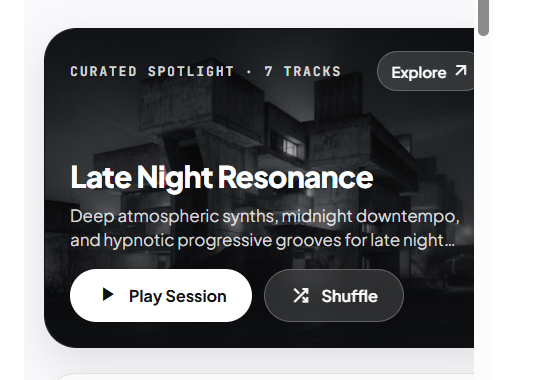 CURATED SPOTLIGHT · 7 TRACKS
Explore
Late Night Resonance
Deep atmospheric synths, midnight downtempo,
and hypnotic progressive grooves for late night...
Play Session
Shuffle